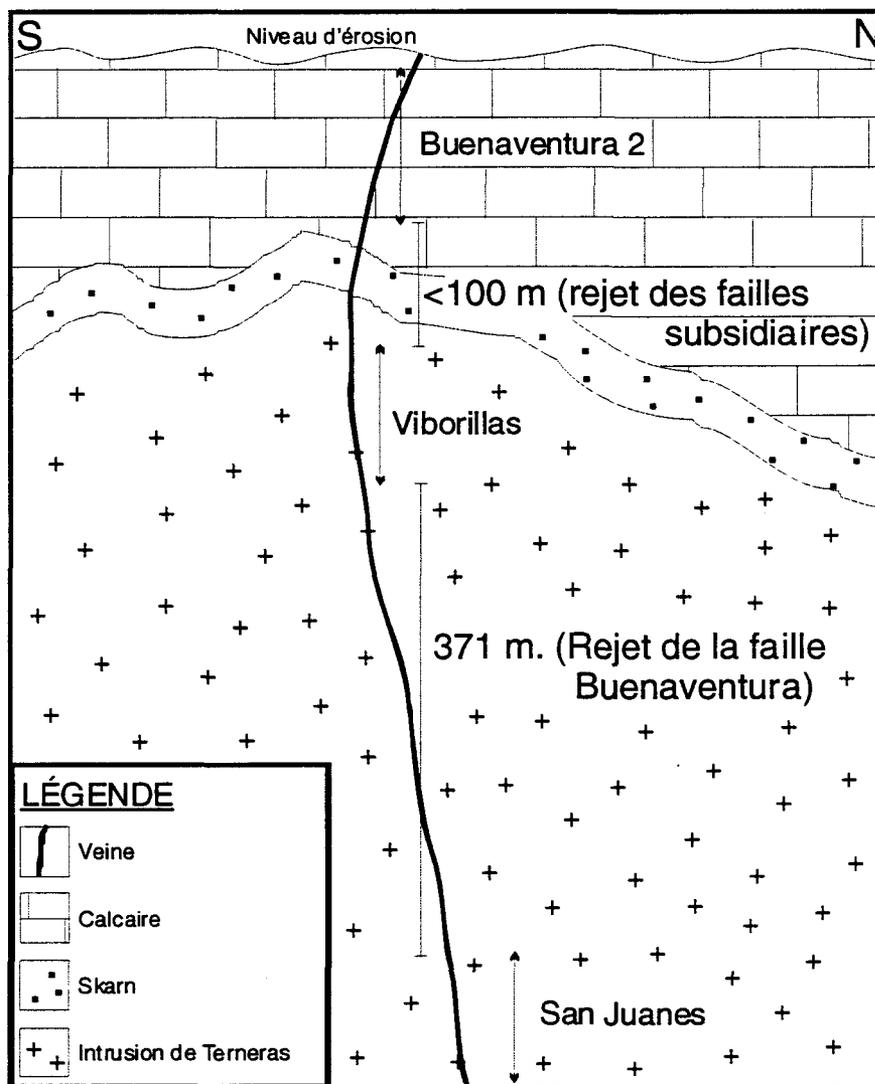 S
N
Niveau d'érosion
Buenaventura 2
<100 m (rejet des failles
subsidiaires)
Viborillas
371 m. (Rejet de la faille
Buenaventura)
San Juanes
LÉGENDE
Veine
Calcaire
Skarn
Intrusion de Terneras